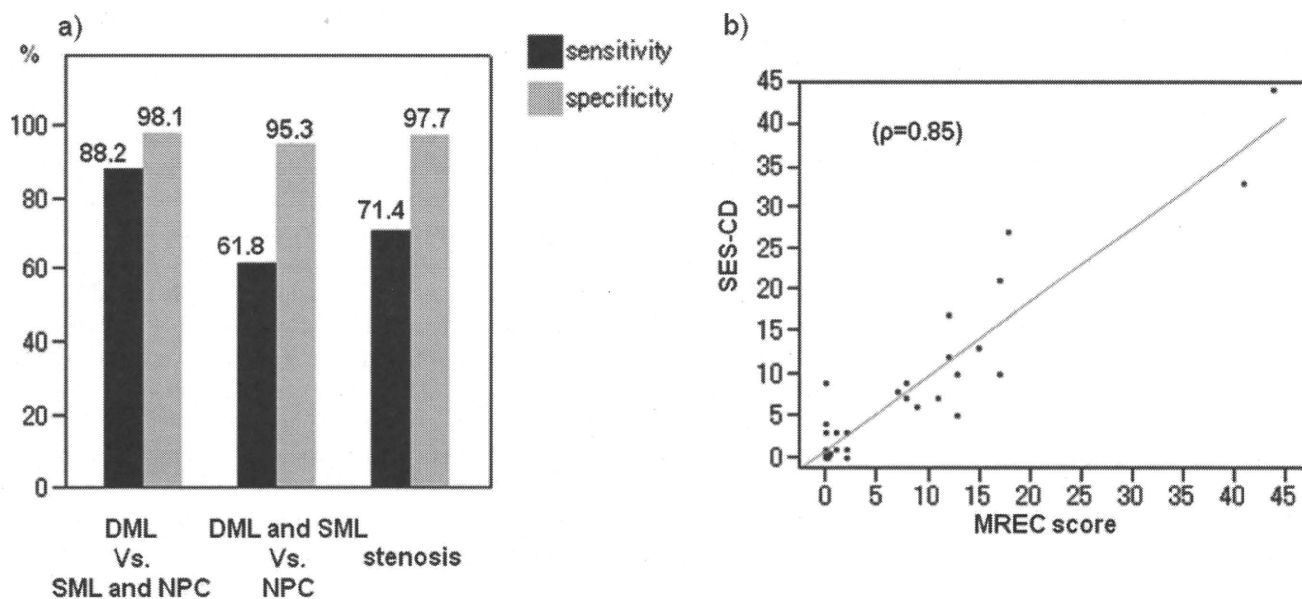 a)
%
sensitivity
specificity
100
80
60
40
20
0
88.2
98.1
61.8
95.3
71.4
97.7
DML
Vs.
SML and NPC
DML and SML
Vs.
NPC
stenosis
b)
SES-CD
45
40
35
30
25
20
15
10
5
0
(ρ=0.85)
0 5 10 15 20 25 30 35 40 45
MREC score